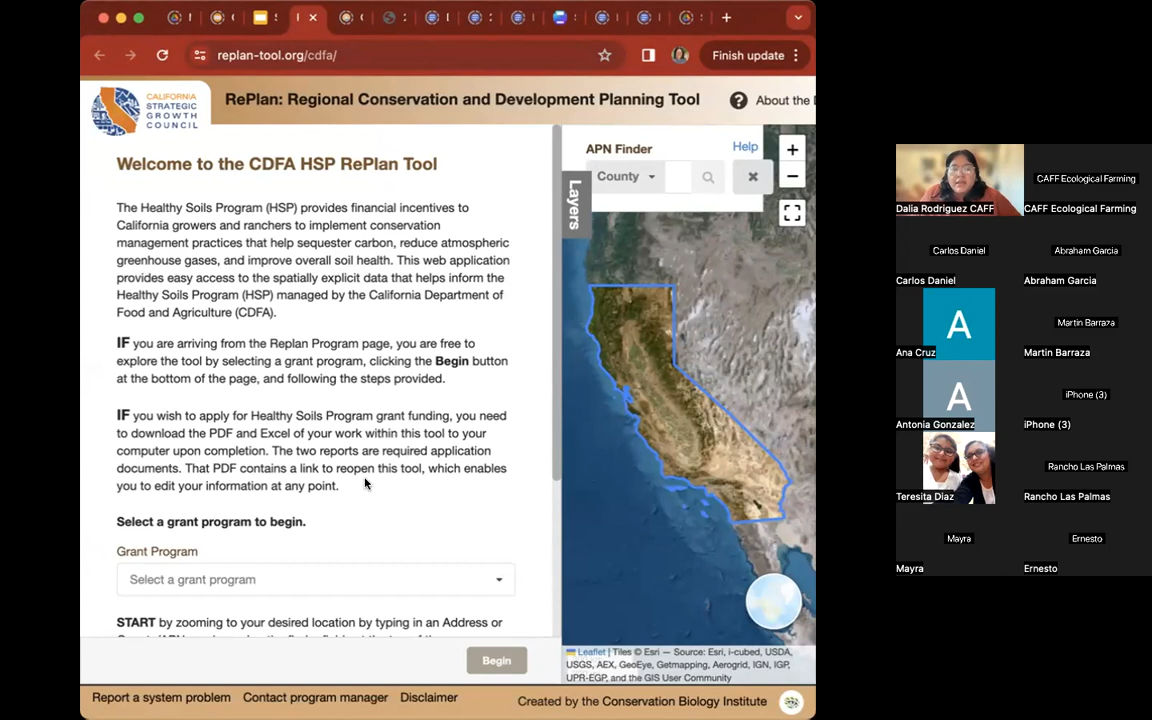 replan-tool.org/cdfa/
Finish update
CALIFORNIA
STRATEGIC
GROWTH
COUNCIL
RePlan: Regional Conservation and Development Planning Tool
? About the
Welcome to the CDFA HSP RePlan Tool
The Healthy Soils Program (HSP) provides financial incentives to
California growers and ranchers to implement conservation
management practices that help sequester carbon, reduce atmospheric
greenhouse gases, and improve overall soil health. This web application
provides easy access to the spatially explicit data that helps inform the
Healthy Soils Program (HSP) managed by the California Department of
Food and Agriculture (CDFA).
IF you are arriving from the Replan Program page, you are free to
explore the tool by selecting a grant program, clicking the Begin button
at the bottom of the page, and following the steps provided.
IF you wish to apply for Healthy Soils Program grant funding, you need
to download the PDF and Excel of your work within this tool to your
computer upon completion. The two reports are required application
documents. That PDF contains a link to reopen this tool, which enables
you to edit your information at any point.
Select a grant program to begin.
Grant Program
Select a grant program
START by zooming to your desired location by typing in an Address or
Begin
Layers
APN Finder
Help
County
+
−
Leaflet | Tiles © Esri — Source: Esri, i-cubed, USDA,
USGS, AEX, GeoEye, Getmapping, Aerogrid, IGN, IGP,
UPR-EGP, and the GIS User Community
Report a system problem
Contact program manager
Disclaimer
Created by the Conservation Biology Institute
Dalia Rodriguez CAFF
CAFF Ecological Farming
CAFF Ecological Farming
Carlos Daniel
Carlos Daniel
Abraham Garcia
Abraham Garcia
A
Ana Cruz
Martin Barraza
Martin Barraza
A
Antonia Gonzalez
iPhone (3)
iPhone (3)
Teresita Diaz
Rancho Las Palmas
Rancho Las Palmas
Mayra
Mayra
Ernesto
Ernesto